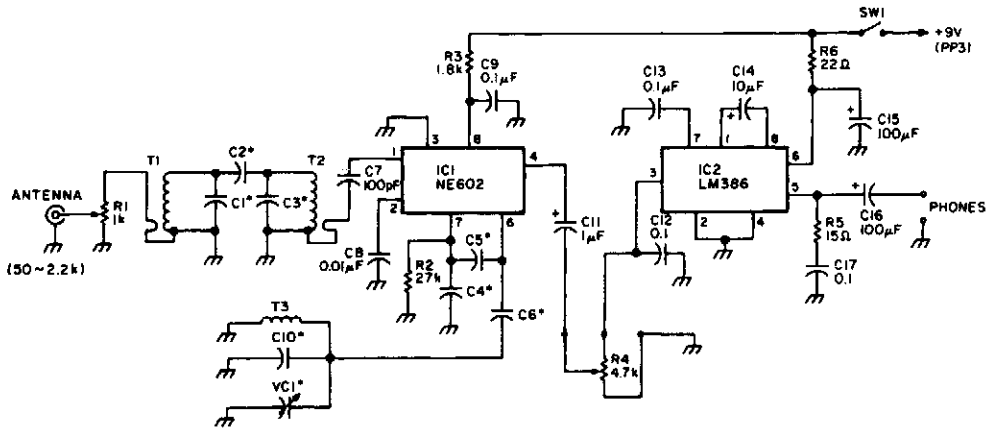 SW1
+9V
(PP3)
R3
1.8k
C9
0.1µF
R6
22Ω
C13
0.1µF
C14
10µF
+
+
C15
100µF
3
8
7
1
8
T1
C2*
T2
1
IC1
NE602
4
IC2
LM386
6
C7
100pF
3
5
ANTENNA
R1
1k
C1*
C3*
2
+
C16
100µF
PHONES
(50~2.2k)
7
6
+
C11
1µF
C12
0.1
2
4
R5
15Ω
C8
0.01µF
R2
27k
C5*
C4*
C17
0.1
C6*
T3
C10*
VC1*
R4
4.7k